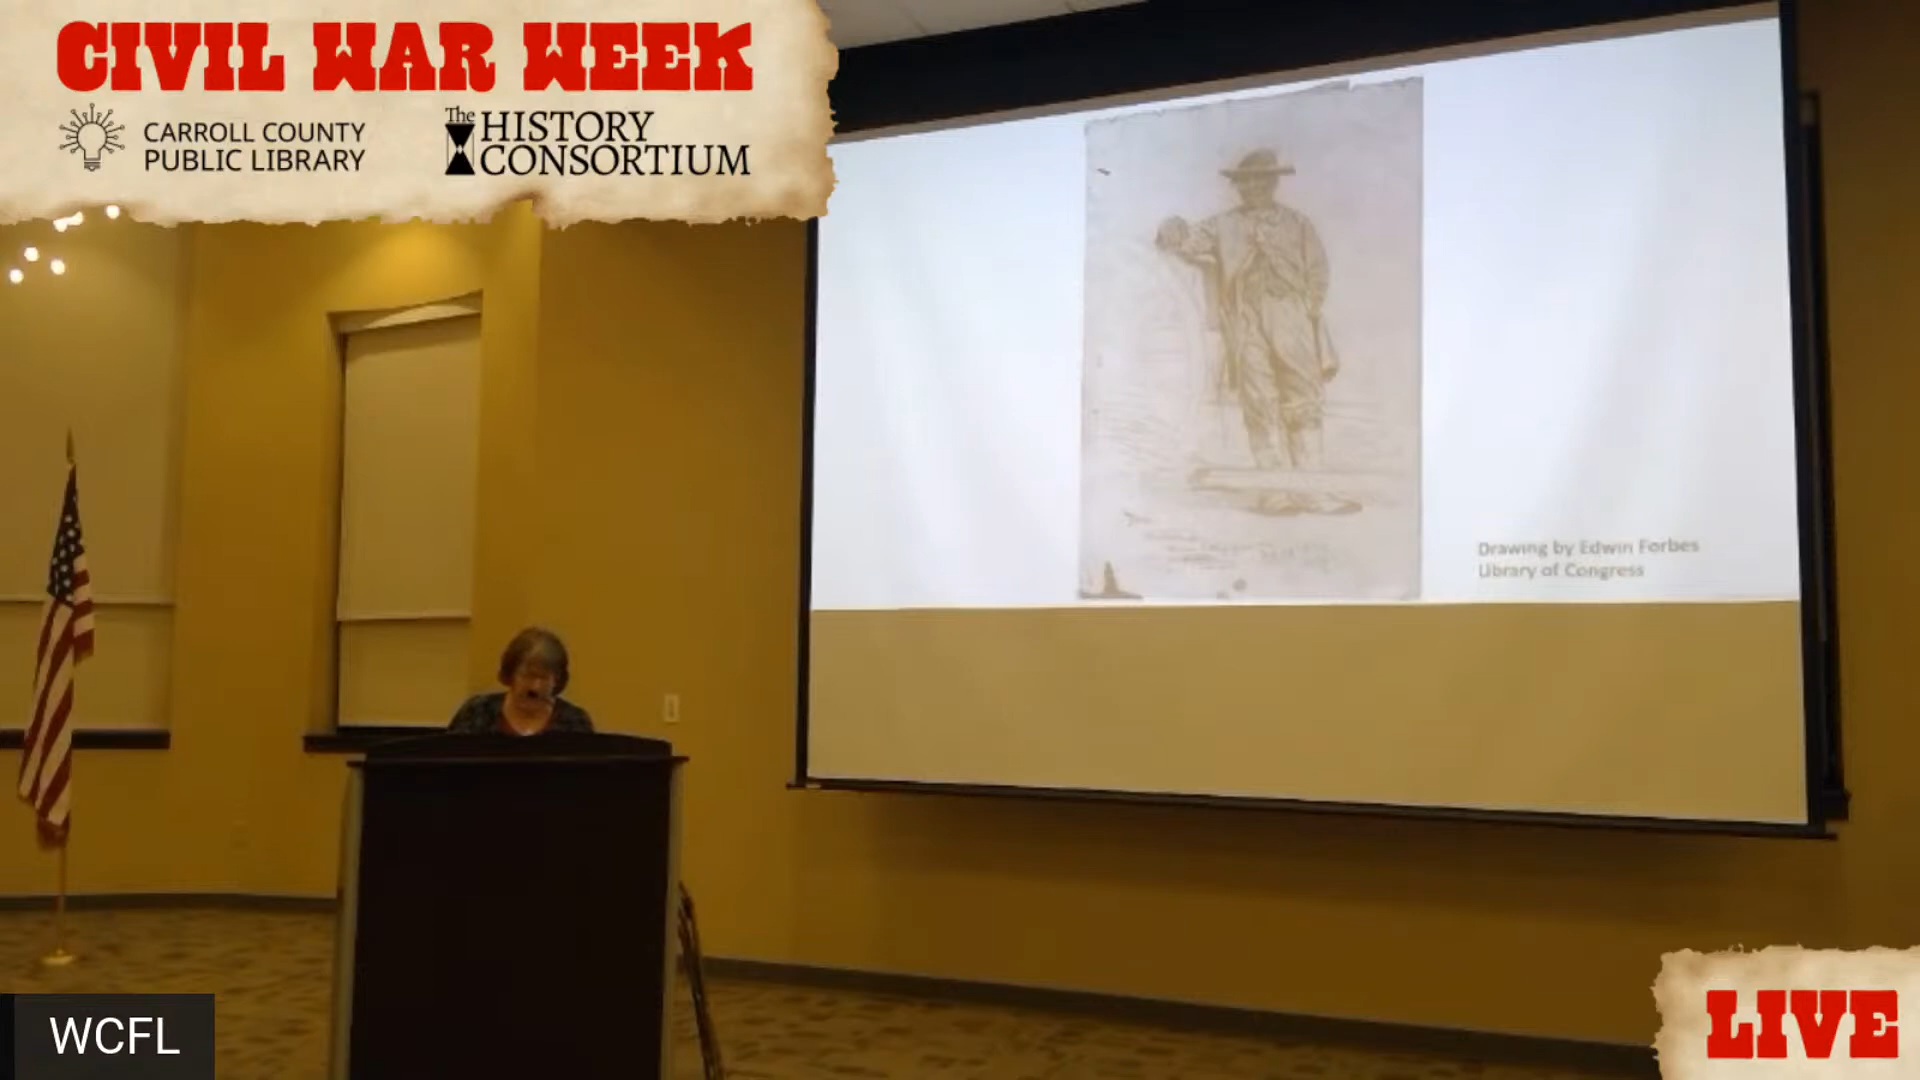 CIVIL WAR WEEK
CARROLL COUNTY
PUBLIC LIBRARY
The
HISTORY
CONSORTIUM
Drawing by Edwin Forbes
Library of Congress
WCFL
LIVE